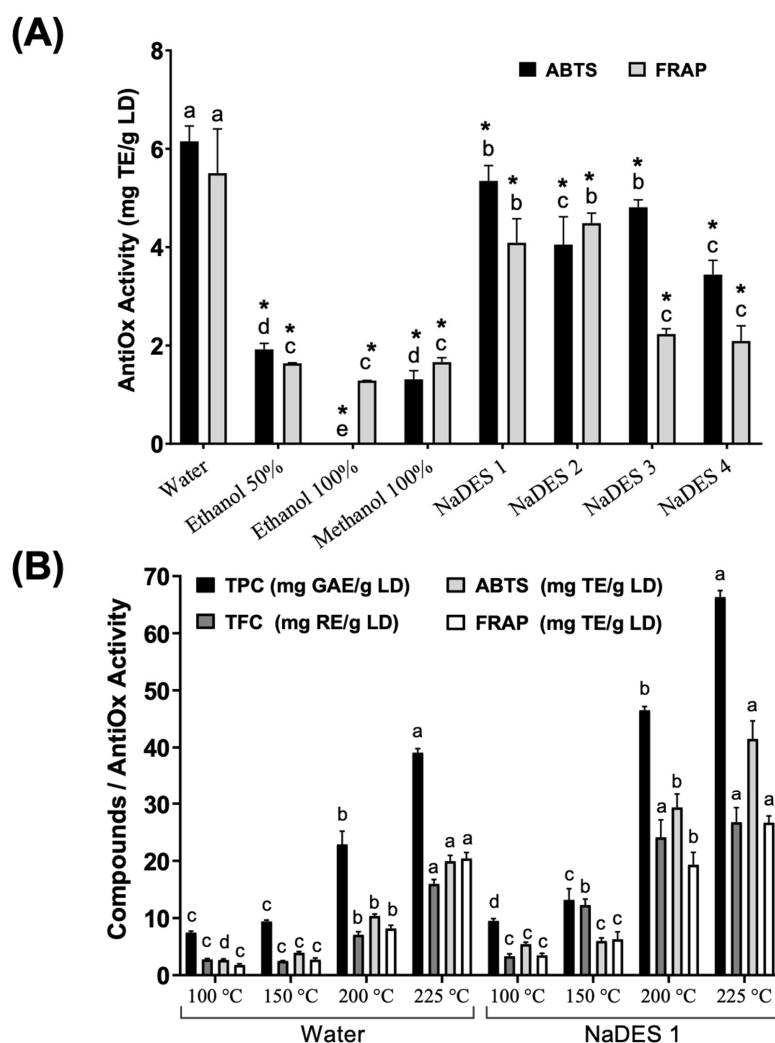 (A)
8
6
4
2
0
AntiOx Activity (mg TE/g LD)
ABTS FRAP
a a
* d * c
* e * c
* d * c
* b * b
* c * b
* b * c
* c * c
Water Ethanol 50% Ethanol 100% Methanol 100% NaDES 1 NaDES 2 NaDES 3 NaDES 4
(B)
70
60
50
40
30
20
10
0
Compounds / AntiOx Activity
TPC (mg GAE/g LD) ABTS (mg TE/g LD)
TFC (mg RE/g LD) FRAP (mg TE/g LD)
c c d c
c c c c
b b b b
a a a a
d c c c
c b c c
b a b b
a a a a
100 °C 150 °C 200 °C 225 °C 100 °C 150 °C 200 °C 225 °C
Water NaDES 1